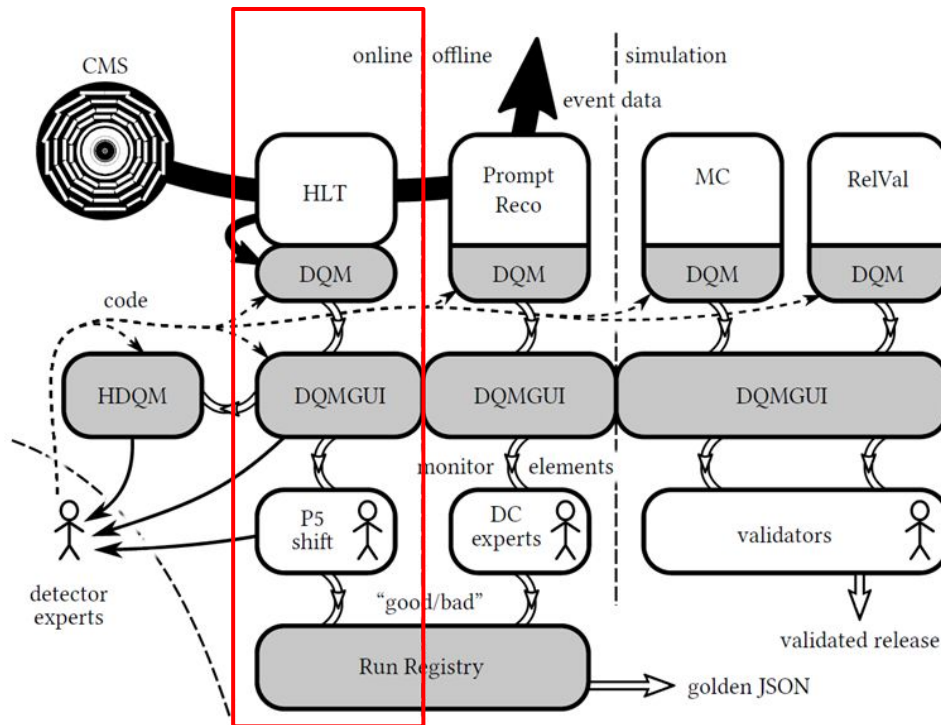 CMS
online
offline
simulation
event data
HLT
Prompt
Reco
MC
RelVal
DQM
DQM
DQM
DQM
code
HDQM
DQMGUI
DQMGUI
DQMGUI
monitor
elements
P5
shift
DC
experts
validators
detector
experts
“good/bad”
validated release
Run Registry
golden JSON